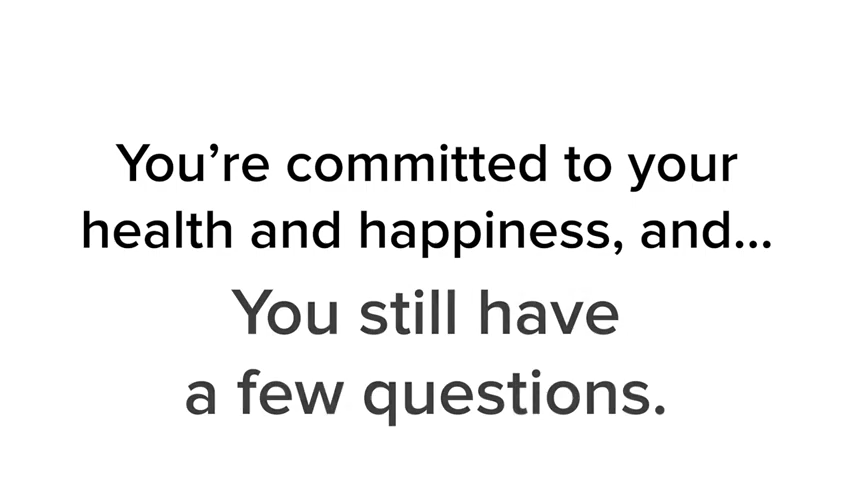 You’re committed to your
health and happiness, and...
You still have
a few questions.